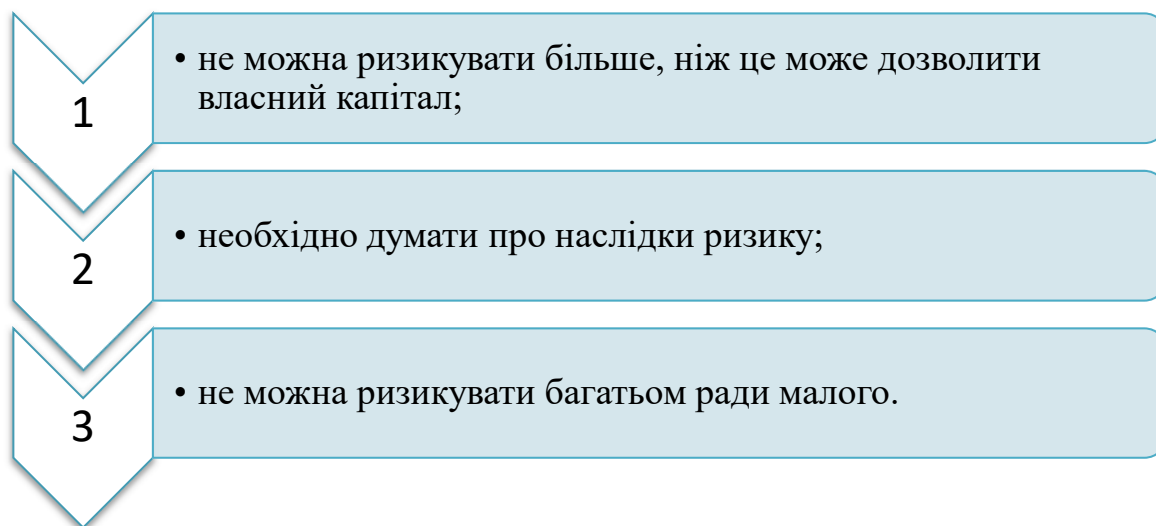 1
• не можна ризикувати більше, ніж це може дозволити
власний капітал;
2
• необхідно думати про наслідки ризику;
3
• не можна ризикувати багатьом ради малого.